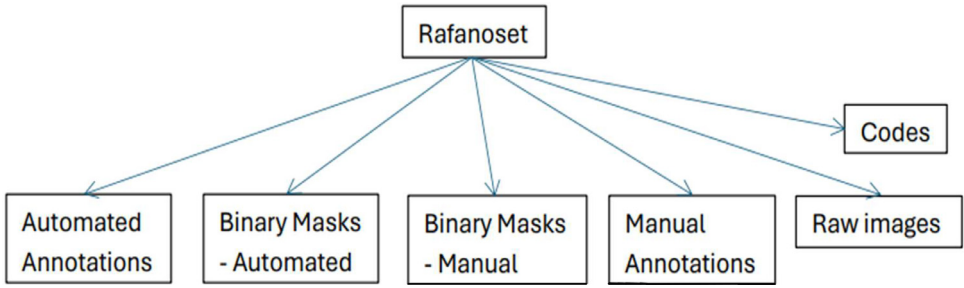 Rafanoset
Codes
Automated
Annotations
Binary Masks
- Automated
Binary Masks
- Manual
Manual
Annotations
Raw images